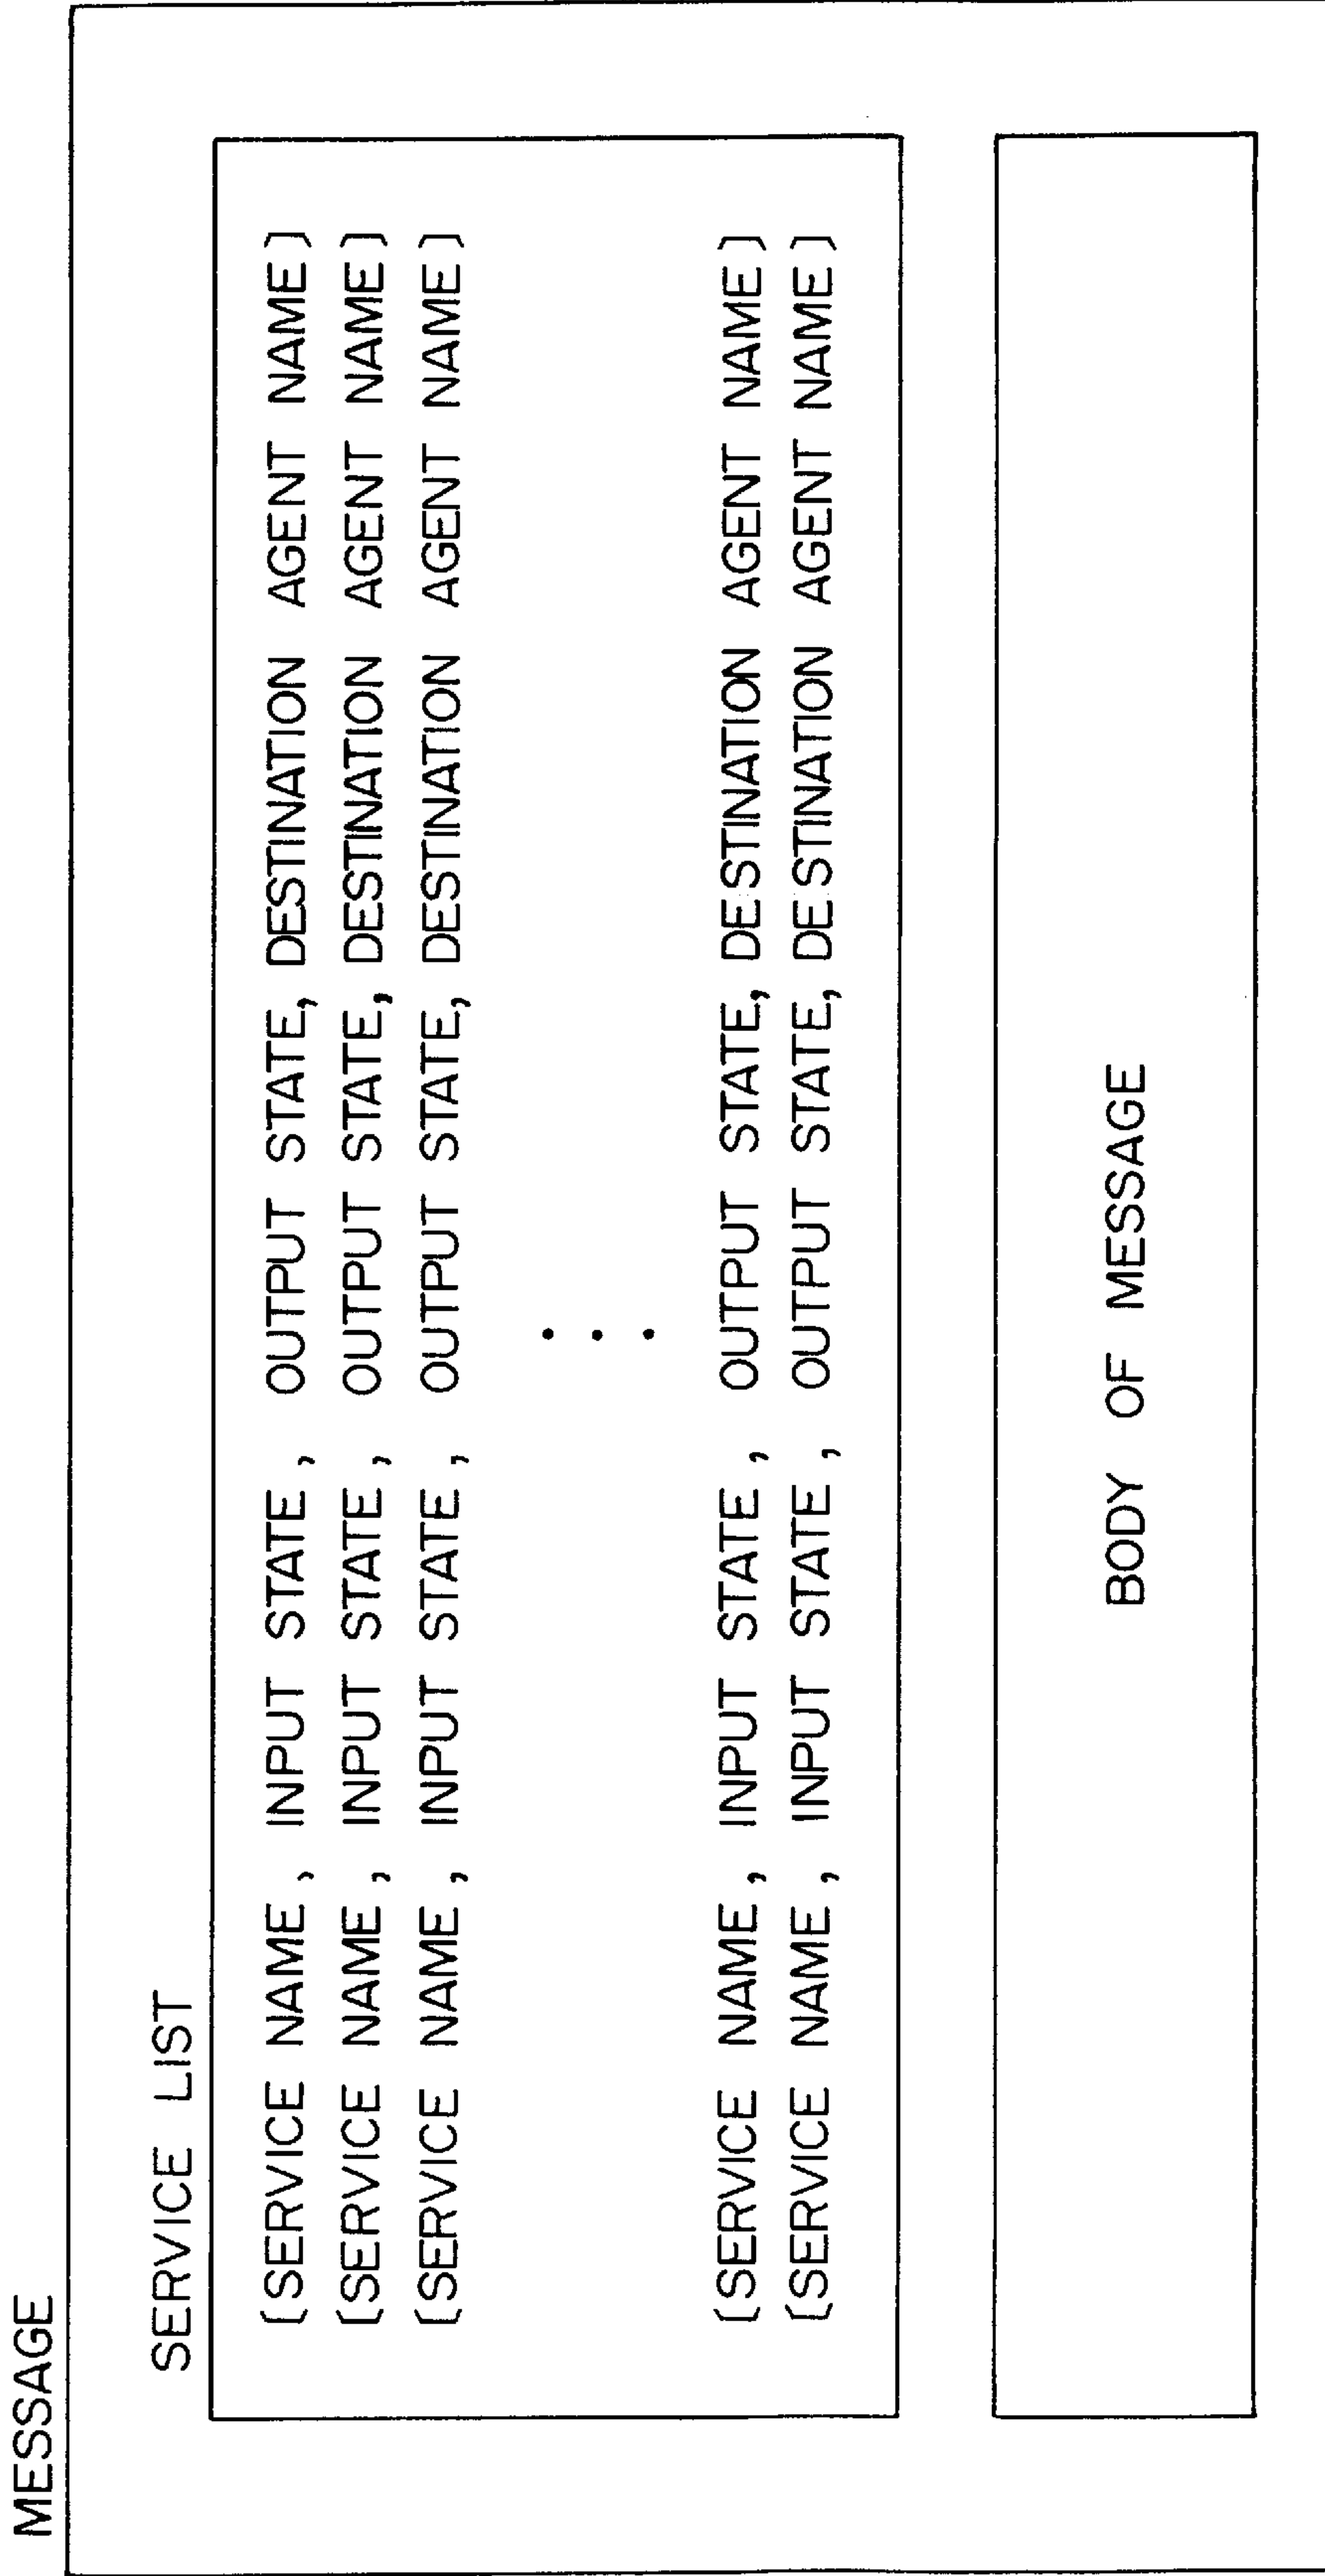 MESSAGE
SERVICE LIST
(SERVICE NAME, INPUT STATE, OUTPUT STATE, DESTINATION AGENT NAME)
(SERVICE NAME, INPUT STATE, OUTPUT STATE, DESTINATION AGENT NAME)
(SERVICE NAME, INPUT STATE, OUTPUT STATE, DESTINATION AGENT NAME)
. . .
(SERVICE NAME, INPUT STATE, OUTPUT STATE, DESTINATION AGENT NAME)
(SERVICE NAME, INPUT STATE, OUTPUT STATE, DESTINATION AGENT NAME)
BODY OF MESSAGE